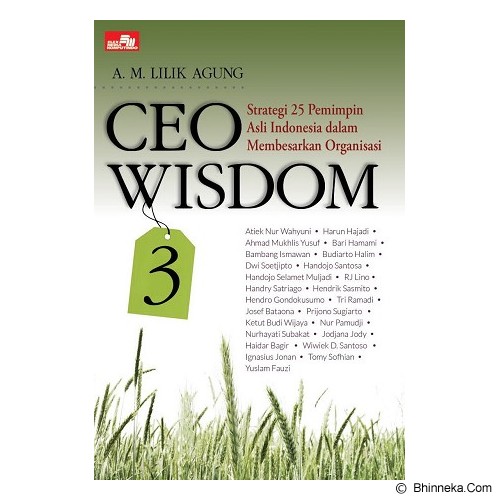 A. M. LILIK AGUNG
CEO
WISDOM
3
Strategi 25 Pemimpin
Asli Indonesia dalam
Membesarkan Organisasi
Atiek Nur Wahyuni • Harun Hajadi •
Ahmad Mukhlis Yusuf • Bari Hamami •
Bambang Ismawan • Budiarto Halim •
Dwi Soetjipto • Handojo Santosa •
Handojo Selamet Muljadi • RJ Lino •
Handry Satriago • Hendrik Sasmito •
Hendro Gondokusumo • Tri Ramadi •
Josef Bataona • Prijono Sugiarto •
Ketut Budi Wijaya • Nur Pamudji •
Nurhayati Subakat • Jodjana Jody •
Haidar Bagir • Wiwiek D. Santoso •
Ignasius Jonan • Tomy Sofhian •
Yuslam Fauzi
© Bhinneka.Com